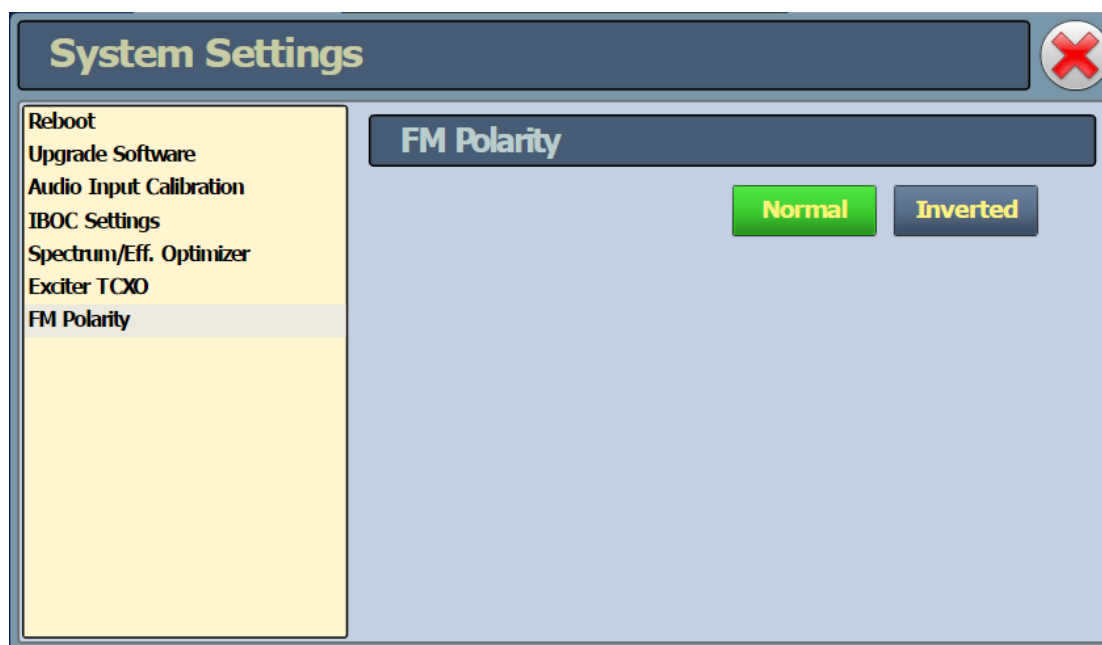 System Settings
Reboot
Upgrade Software
Audio Input Calibration
IBOC Settings
Spectrum/Eff. Optimizer
Exciter TCXO
FM Polarity
FM Polarity
Normal Inverted